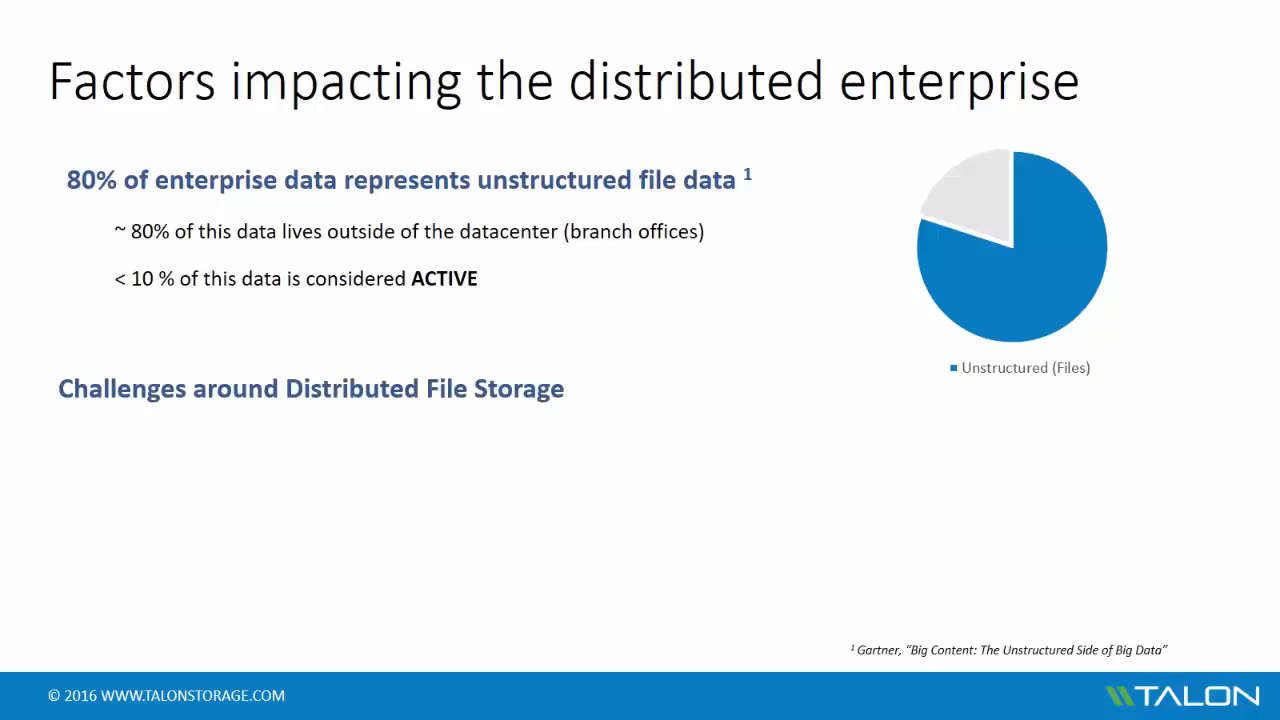 Factors impacting the distributed enterprise
80% of enterprise data represents unstructured file data 1
~ 80% of this data lives outside of the datacenter (branch offices)
< 10 % of this data is considered ACTIVE
Unstructured (Files)
Challenges around Distributed File Storage
1 Gartner, “Big Content: The Unstructured Side of Big Data”
© 2016 WWW.TALONSTORAGE.COM
TALON